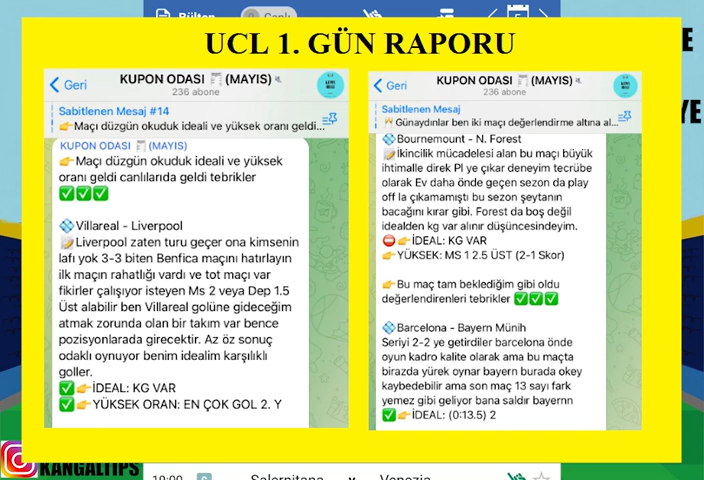 Bülten
Canlı
5
E
YE
UCL 1. GÜN RAPORU
Geri
KUPON ODASI (MAYIS)
236 abone
Sabitlenen Mesaj #14
👉Maçı düzgün okuduk ideali ve yüksek oranı geldi...
KUPON ODASI (MAYIS)
👉Maçı düzgün okuduk ideali ve yüksek
oranı geldi canlılarıda geldi tebrikler
✅✅✅
💠Villareal - Liverpool
📝Liverpool zaten turu geçer ona kimsenin
lafı yok 3-3 biten Benfica maçını hatırlayın
ilk maçın rahatlığı vardı ve tot maçı var
fikirler çalışıyor isteyen Ms 2 veya Dep 1.5
Üst alabilir ben Villareal golüne gideceğim
atmak zorunda olan bir takım var bence
pozisyonlarada girecektir. Az öz sonuç
odaklı oynuyor benim idealim karşılıklı
goller.
✅👉İDEAL: KG VAR
✅👉YÜKSEK ORAN: EN ÇOK GOL 2. Y
Geri
KUPON ODASI (MAYIS)
236 abone
Sabitlenen Mesaj
Günaydınlar ben iki maçı değerlendirme altına al...
💠Bournemount - N. Forest
📝İkincilik mücadelesi alan bu maçı büyük
ihtimalle direk Pl ye çıkar deneyim tecrübe
olarak Ev daha önde geçen sezon da play
off la çıkamamıştı bu sezon şeytanın
bacağını kırar gibi. Forest da boş değil
idealden kg var alınır düşüncesindeyim.
⛔👉İDEAL: KG VAR
👉YÜKSEK: MS 1 2.5 ÜST (2-1 Skor)
👉Bu maç tam beklediğim gibi oldu
değerlendirenleri tebrikler ✅✅✅
💠Barcelona - Bayern Münih
Seriyi 2-2 ye getirdiler barcelona önde
oyun kadro kalite olarak ama bu maçta
birazda yürek oynar bayern burada okey
kaybedebilir ama son maç 13 sayı fark
yemez gibi geliyor bana saldır bayernn
✅👉İDEAL: (0:13.5) 2
KANGALTIPS
19:00 S Salernitana v Venezia